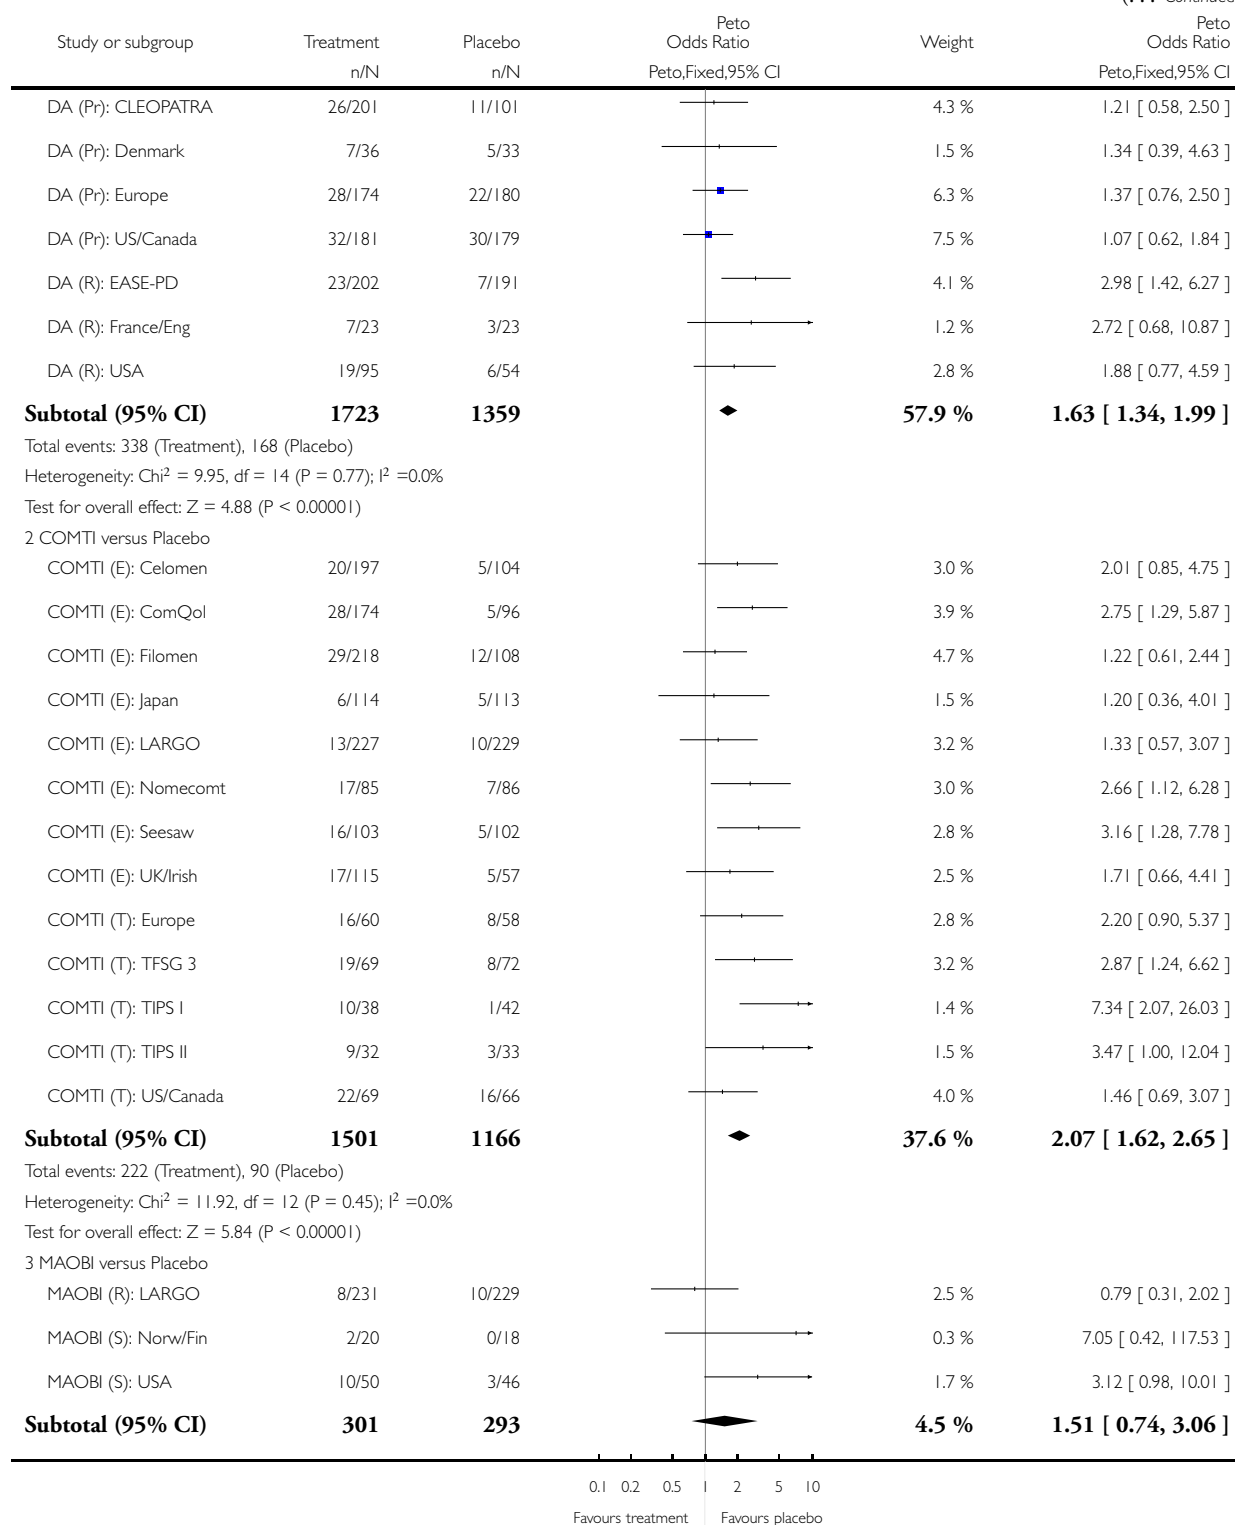 Peto Peto
Study or subgroup Treatment Placebo Odds Ratio Weight Odds Ratio
n/N n/N Peto,Fixed,95% CI Peto,Fixed,95% CI
DA (Pr): CLEOPATRA 26/201 11/101 4.3 % 1.21 [ 0.58, 2.50 ]
DA (Pr): Denmark 7/36 5/33 1.5 % 1.34 [ 0.39, 4.63 ]
DA (Pr): Europe 28/174 22/180 6.3 % 1.37 [ 0.76, 2.50 ]
DA (Pr): US/Canada 32/181 30/179 7.5 % 1.07 [ 0.62, 1.84 ]
DA (R): EASE-PD 23/202 7/191 4.1 % 2.98 [ 1.42, 6.27 ]
DA (R): France/Eng 7/23 3/23 1.2 % 2.72 [ 0.68, 10.87 ]
DA (R): USA 19/95 6/54 2.8 % 1.88 [ 0.77, 4.59 ]
Subtotal (95% CI) 1723 1359 57.9 % 1.63 [ 1.34, 1.99 ]
Total events: 338 (Treatment), 168 (Placebo)
Heterogeneity: Chi² = 9.95, df = 14 (P = 0.77); I² =0.0%
Test for overall effect: Z = 4.88 (P < 0.00001)
2 COMTI versus Placebo
COMTI (E): Celomen 20/197 5/104 3.0 % 2.01 [ 0.85, 4.75 ]
COMTI (E): ComQol 28/174 5/96 3.9 % 2.75 [ 1.29, 5.87 ]
COMTI (E): Filomen 29/218 12/108 4.7 % 1.22 [ 0.61, 2.44 ]
COMTI (E): Japan 6/114 5/113 1.5 % 1.20 [ 0.36, 4.01 ]
COMTI (E): LARGO 13/227 10/229 3.2 % 1.33 [ 0.57, 3.07 ]
COMTI (E): Nomecomt 17/85 7/86 3.0 % 2.66 [ 1.12, 6.28 ]
COMTI (E): Seesaw 16/103 5/102 2.8 % 3.16 [ 1.28, 7.78 ]
COMTI (E): UK/Irish 17/115 5/57 2.5 % 1.71 [ 0.66, 4.41 ]
COMTI (T): Europe 16/60 8/58 2.8 % 2.20 [ 0.90, 5.37 ]
COMTI (T): TFSG 3 19/69 8/72 3.2 % 2.87 [ 1.24, 6.62 ]
COMTI (T): TIPS I 10/38 1/42 1.4 % 7.34 [ 2.07, 26.03 ]
COMTI (T): TIPS II 9/32 3/33 1.5 % 3.47 [ 1.00, 12.04 ]
COMTI (T): US/Canada 22/69 16/66 4.0 % 1.46 [ 0.69, 3.07 ]
Subtotal (95% CI) 1501 1166 37.6 % 2.07 [ 1.62, 2.65 ]
Total events: 222 (Treatment), 90 (Placebo)
Heterogeneity: Chi² = 11.92, df = 12 (P = 0.45); I² =0.0%
Test for overall effect: Z = 5.84 (P < 0.00001)
3 MAOBI versus Placebo
MAOBI (R): LARGO 8/231 10/229 2.5 % 0.79 [ 0.31, 2.02 ]
MAOBI (S): Norw/Fin 2/20 0/18 0.3 % 7.05 [ 0.42, 117.53 ]
MAOBI (S): USA 10/50 3/46 1.7 % 3.12 [ 0.98, 10.01 ]
Subtotal (95% CI) 301 293 4.5 % 1.51 [ 0.74, 3.06 ]
0.1 0.2 0.5 1 2 5 10
Favours treatment Favours placebo